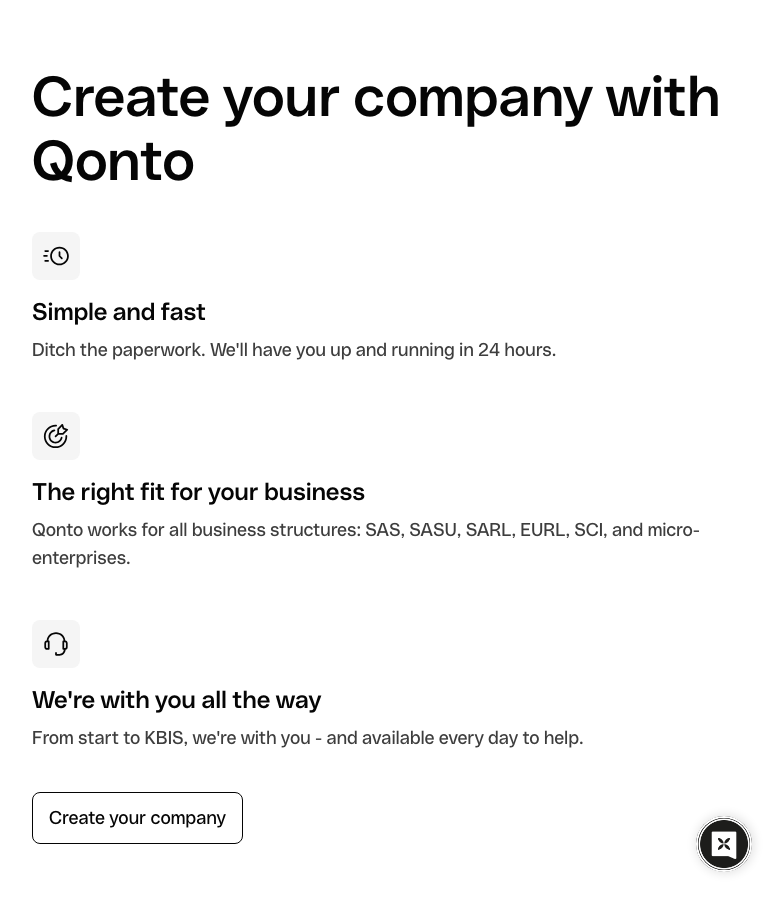 Create your company with
Qonto
Simple and fast
Ditch the paperwork. We'll have you up and running in 24 hours.
The right fit for your business
Qonto works for all business structures: SAS, SASU, SARL, EURL, SCI, and micro-
enterprises.
We're with you all the way
From start to KBIS, we're with you - and available every day to help.
Create your company